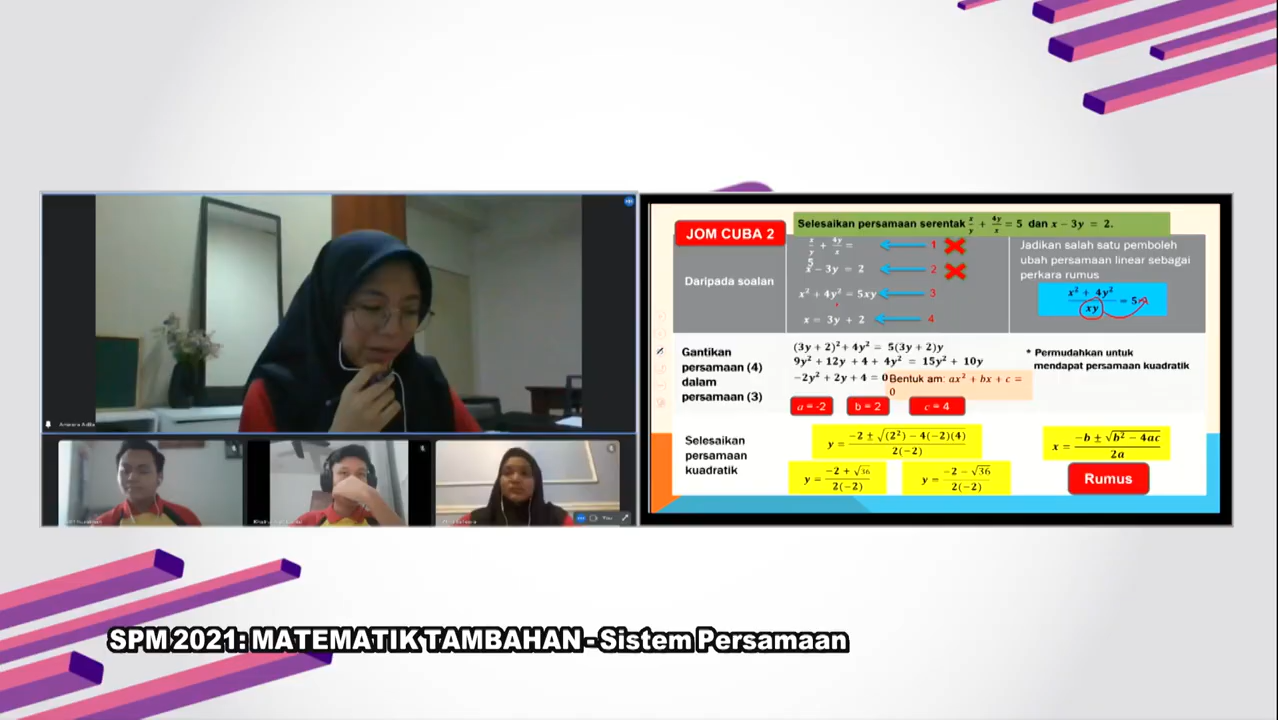 JOM CUBA 2
Selesaikan persamaan serentak x/y + 4y/x = 5 dan x − 3y = 2.
Daripada soalan
x/y + 4y/x =
5
1
x − 3y = 2
2
x² + 4y² = 5xy
3
x = 3y + 2
4
Jadikan salah satu pemboleh
ubah persamaan linear sebagai
perkara rumus
(x² + 4y²)/xy = 5
Gantikan
persamaan (4)
dalam
persamaan (3)
(3y + 2)² + 4y² = 5(3y + 2)y
9y² + 12y + 4 + 4y² = 15y² + 10y
−2y² + 2y + 4 = 0
Bentuk am: ax² + bx + c =
0
a = -2
b = 2
c = 4
* Permudahkan untuk
mendapat persamaan kuadratik
Selesaikan
persamaan
kuadratik
y = (−2 ± √((2²) − 4(−2)(4)))/2(−2)
y = (−2 + √36)/2(−2)
y = (−2 − √36)/2(−2)
x = (−b ± √(b² − 4ac))/2a
Rumus
SPM 2021: MATEMATIK TAMBAHAN - Sistem Persamaan